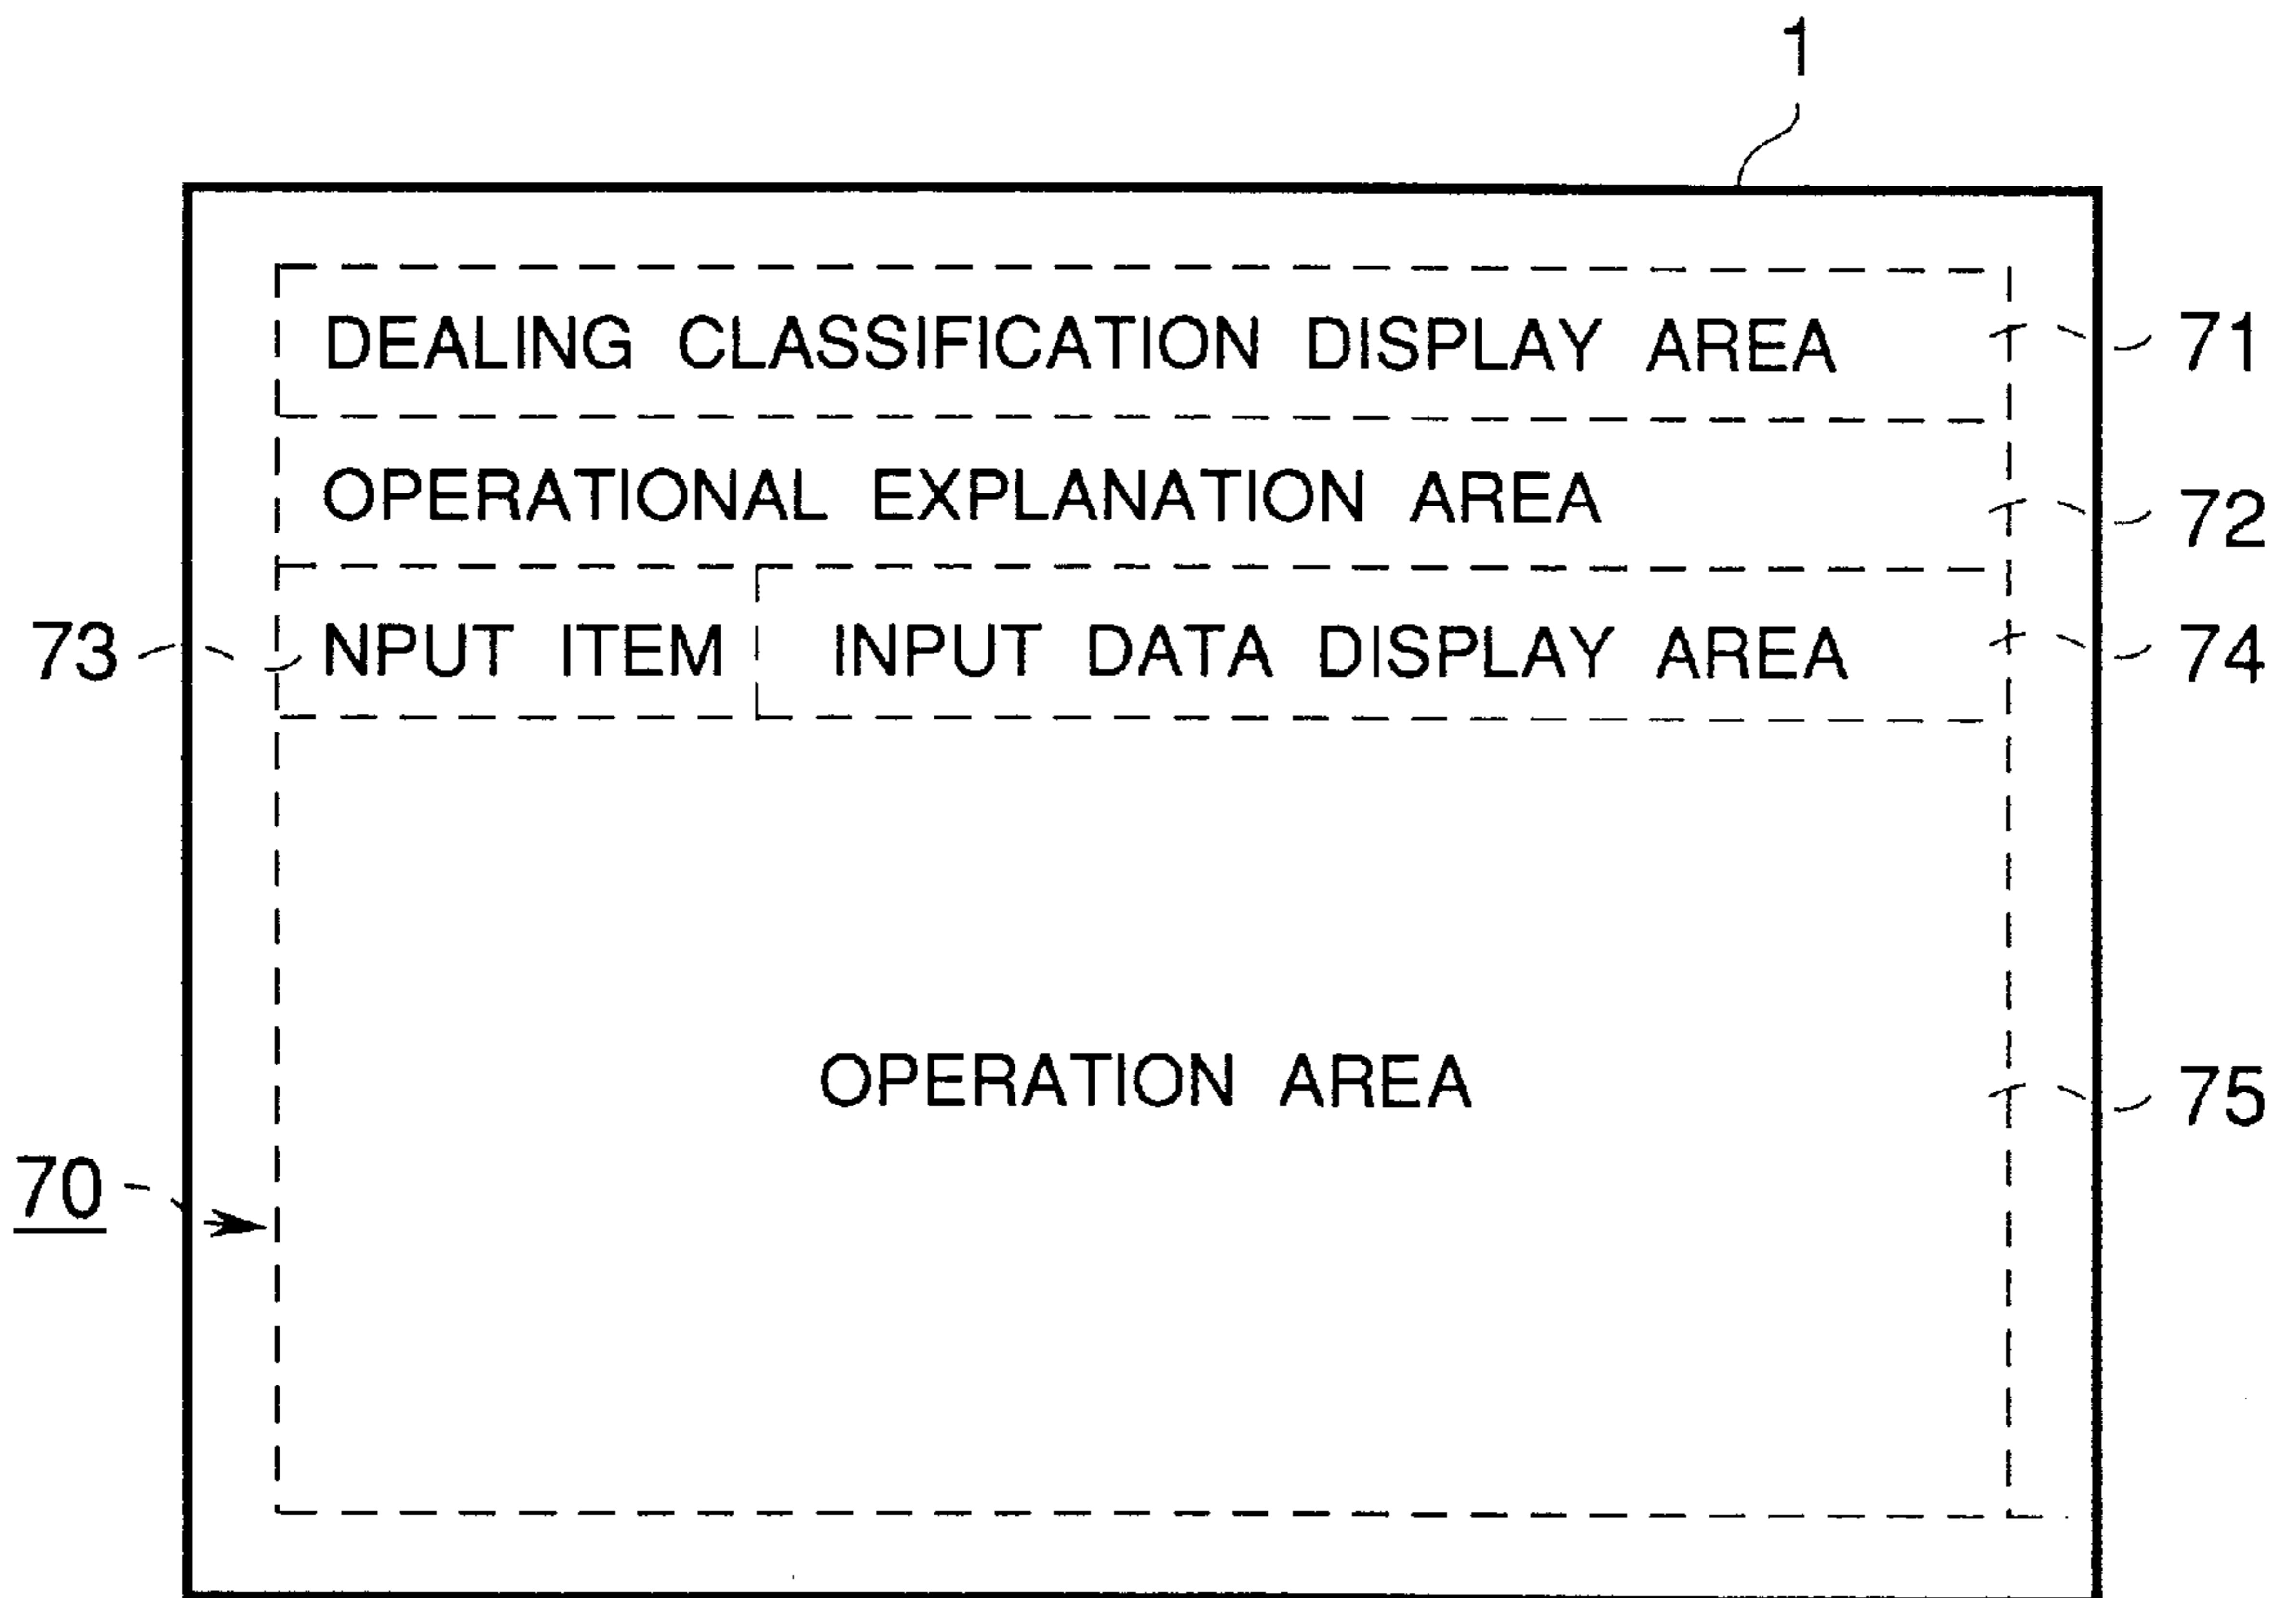 1
DEALING CLASSIFICATION DISPLAY AREA 71
OPERATIONAL EXPLANATION AREA 72
73 NPUT ITEM INPUT DATA DISPLAY AREA 74
OPERATION AREA 75
70